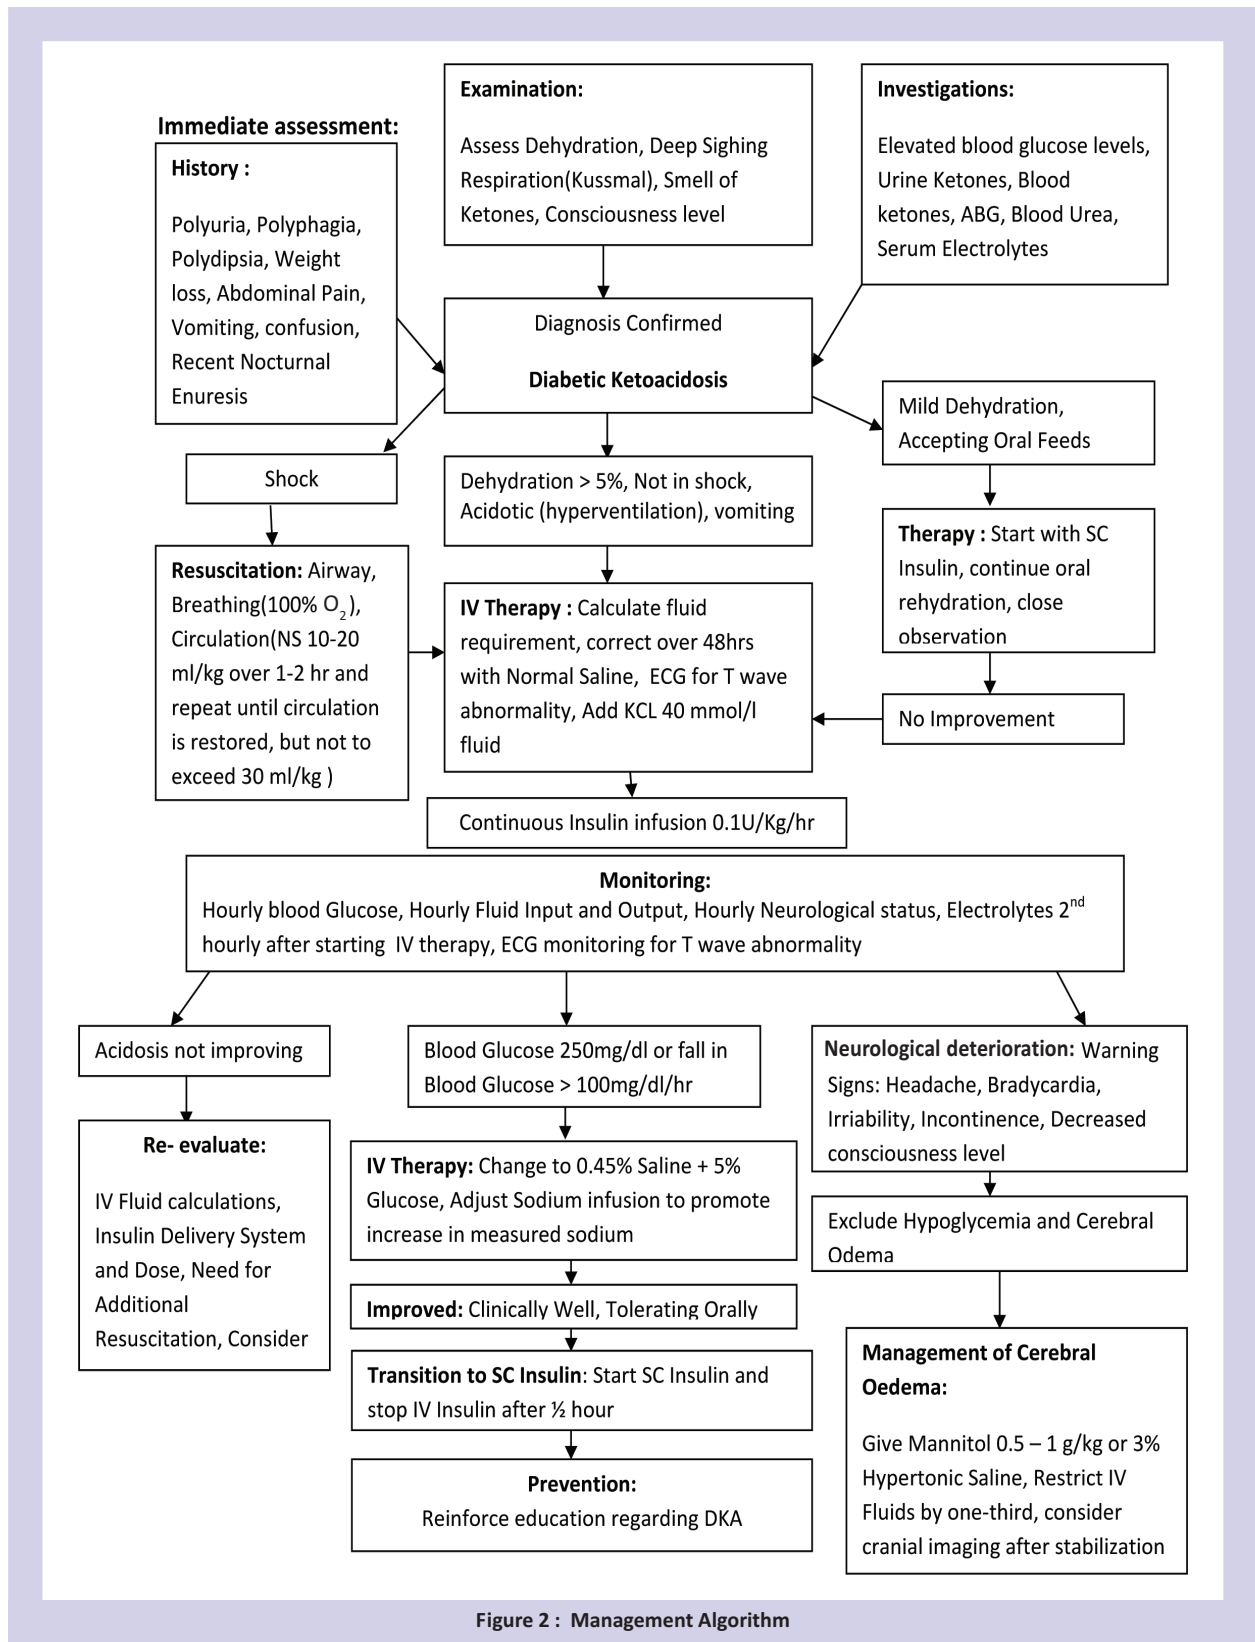 Immediate assessment:
History :
Polyuria, Polyphagia,
Polydipsia, Weight
loss, Abdominal Pain,
Vomiting, confusion,
Recent Nocturnal
Enuresis
Examination:
Assess Dehydration, Deep Sighing
Respiration(Kussmal), Smell of
Ketones, Consciousness level
Investigations:
Elevated blood glucose levels,
Urine Ketones, Blood
ketones, ABG, Blood Urea,
Serum Electrolytes
Diagnosis Confirmed
Diabetic Ketoacidosis
Shock
Dehydration > 5%, Not in shock,
Acidotic (hyperventilation), vomiting
Mild Dehydration,
Accepting Oral Feeds
Resuscitation: Airway,
Breathing(100% O₂),
Circulation(NS 10-20
ml/kg over 1-2 hr and
repeat until circulation
is restored, but not to
exceed 30 ml/kg )
IV Therapy : Calculate fluid
requirement, correct over 48hrs
with Normal Saline, ECG for T wave
abnormality, Add KCL 40 mmol/l
fluid
Therapy : Start with SC
Insulin, continue oral
rehydration, close
observation
No Improvement
Continuous Insulin infusion 0.1U/Kg/hr
Monitoring:
Hourly blood Glucose, Hourly Fluid Input and Output, Hourly Neurological status, Electrolytes 2nd
hourly after starting IV therapy, ECG monitoring for T wave abnormality
Acidosis not improving
Re- evaluate:
IV Fluid calculations,
Insulin Delivery System
and Dose, Need for
Additional
Resuscitation, Consider
Blood Glucose 250mg/dl or fall in
Blood Glucose > 100mg/dl/hr
IV Therapy: Change to 0.45% Saline + 5%
Glucose, Adjust Sodium infusion to promote
increase in measured sodium
Improved: Clinically Well, Tolerating Orally
Transition to SC Insulin: Start SC Insulin and
stop IV Insulin after ½ hour
Prevention:
Reinforce education regarding DKA
Neurological deterioration: Warning
Signs: Headache, Bradycardia,
Irriability, Incontinence, Decreased
consciousness level
Exclude Hypoglycemia and Cerebral
Odema
Management of Cerebral
Oedema:
Give Mannitol 0.5 – 1 g/kg or 3%
Hypertonic Saline, Restrict IV
Fluids by one-third, consider
cranial imaging after stabilization
Figure 2 : Management Algorithm